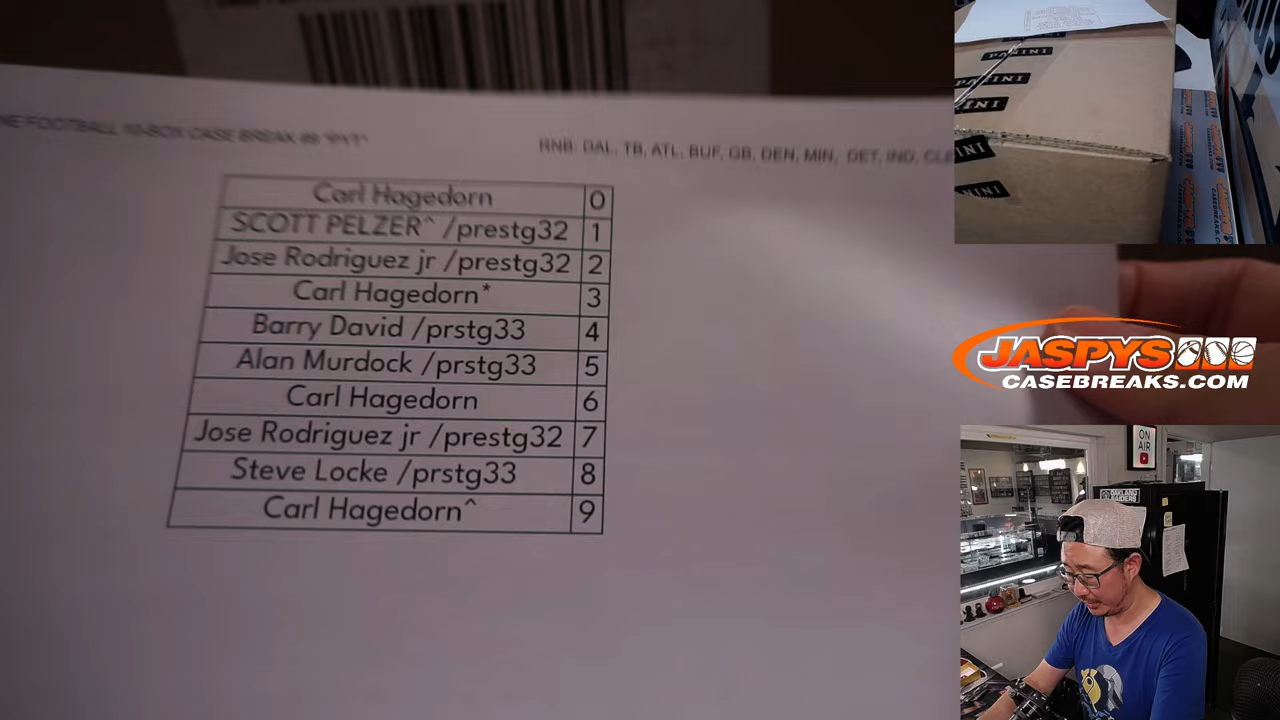 FOOTBALL 10-BOX CASE BREAK
RNB: DAL, TB, ATL, BUF, GB, DEN, MIN, DET, IND, CLE
Carl Hagedorn 0
SCOTT PELZER^ /prestg32 1
Jose Rodriguez jr /prestg32 2
Carl Hagedorn* 3
Barry David /prstg33 4
Alan Murdock /prstg33 5
Carl Hagedorn 6
Jose Rodriguez jr /prestg32 7
Steve Locke /prstg33 8
Carl Hagedorn^ 9
PANINI
PANINI
JASPYS
CASEBREAKS.COM
ON
AIR
OAKLAND
RAIDERS